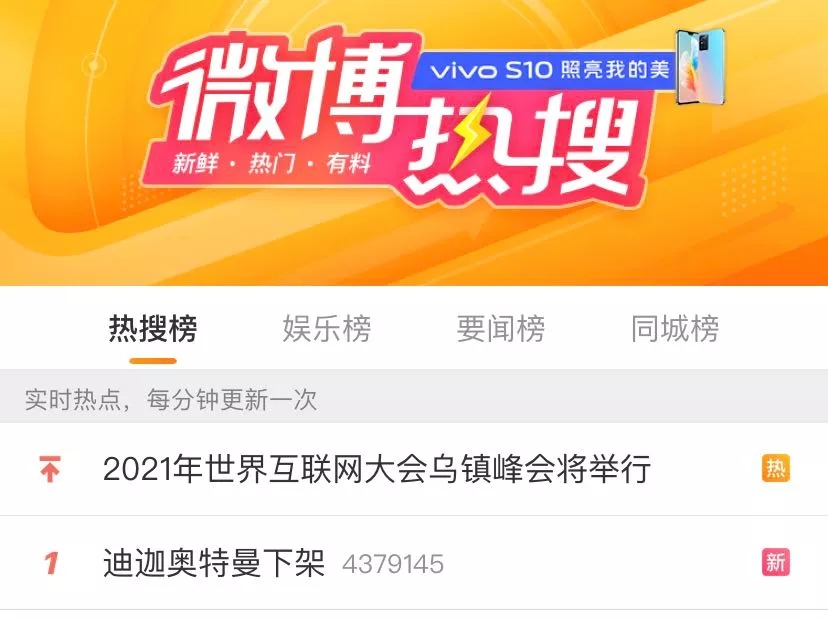 微博
vivo S10 照亮我的美
热搜
新鲜·热门·有料
热搜榜 娱乐榜 要闻榜 同城榜
实时热点，每分钟更新一次
2021年世界互联网大会乌镇峰会将举行 热
1 迪迦奥特曼下架 4379145 新